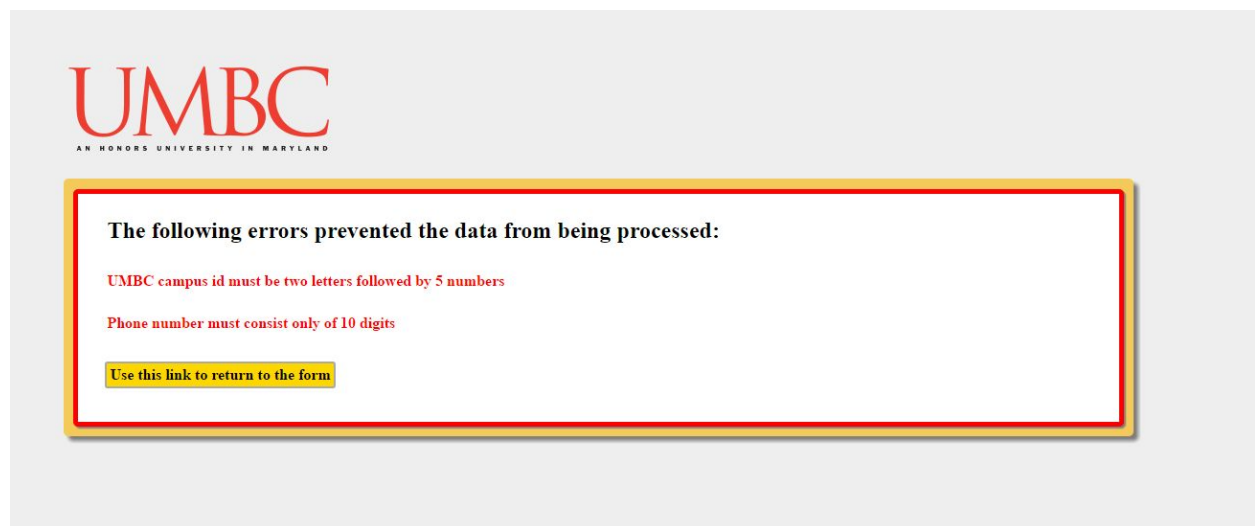 UMBC
AN HONORS UNIVERSITY IN MARYLAND
The following errors prevented the data from being processed:
UMBC campus id must be two letters followed by 5 numbers
Phone number must consist only of 10 digits
Use this link to return to the form